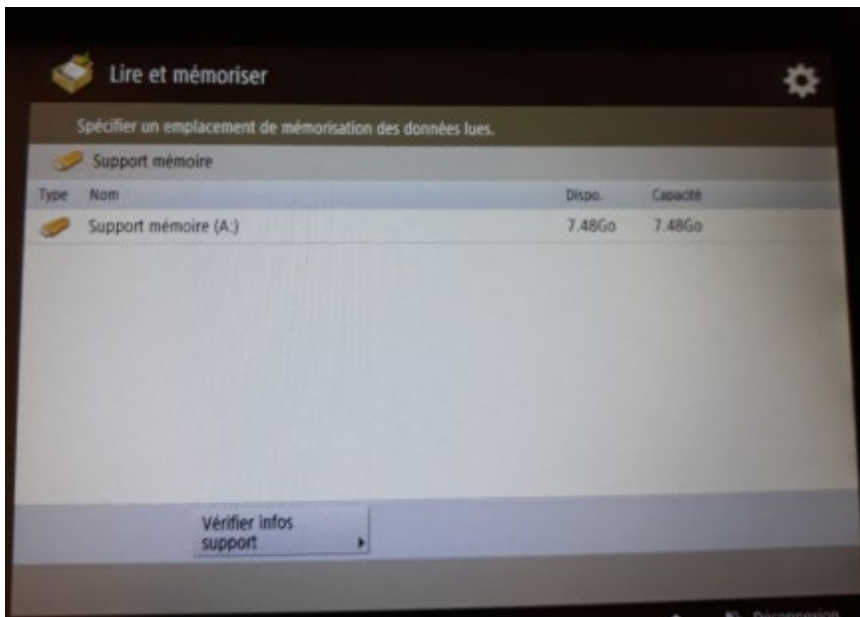 Lire et mémoriser
Spécifier un emplacement de mémorisation des données lues.
Support mémoire
Type Nom Dispo. Capacité
Support mémoire (A:) 7.48Go 7.48Go
Vérifier infos
support
Déconnexion